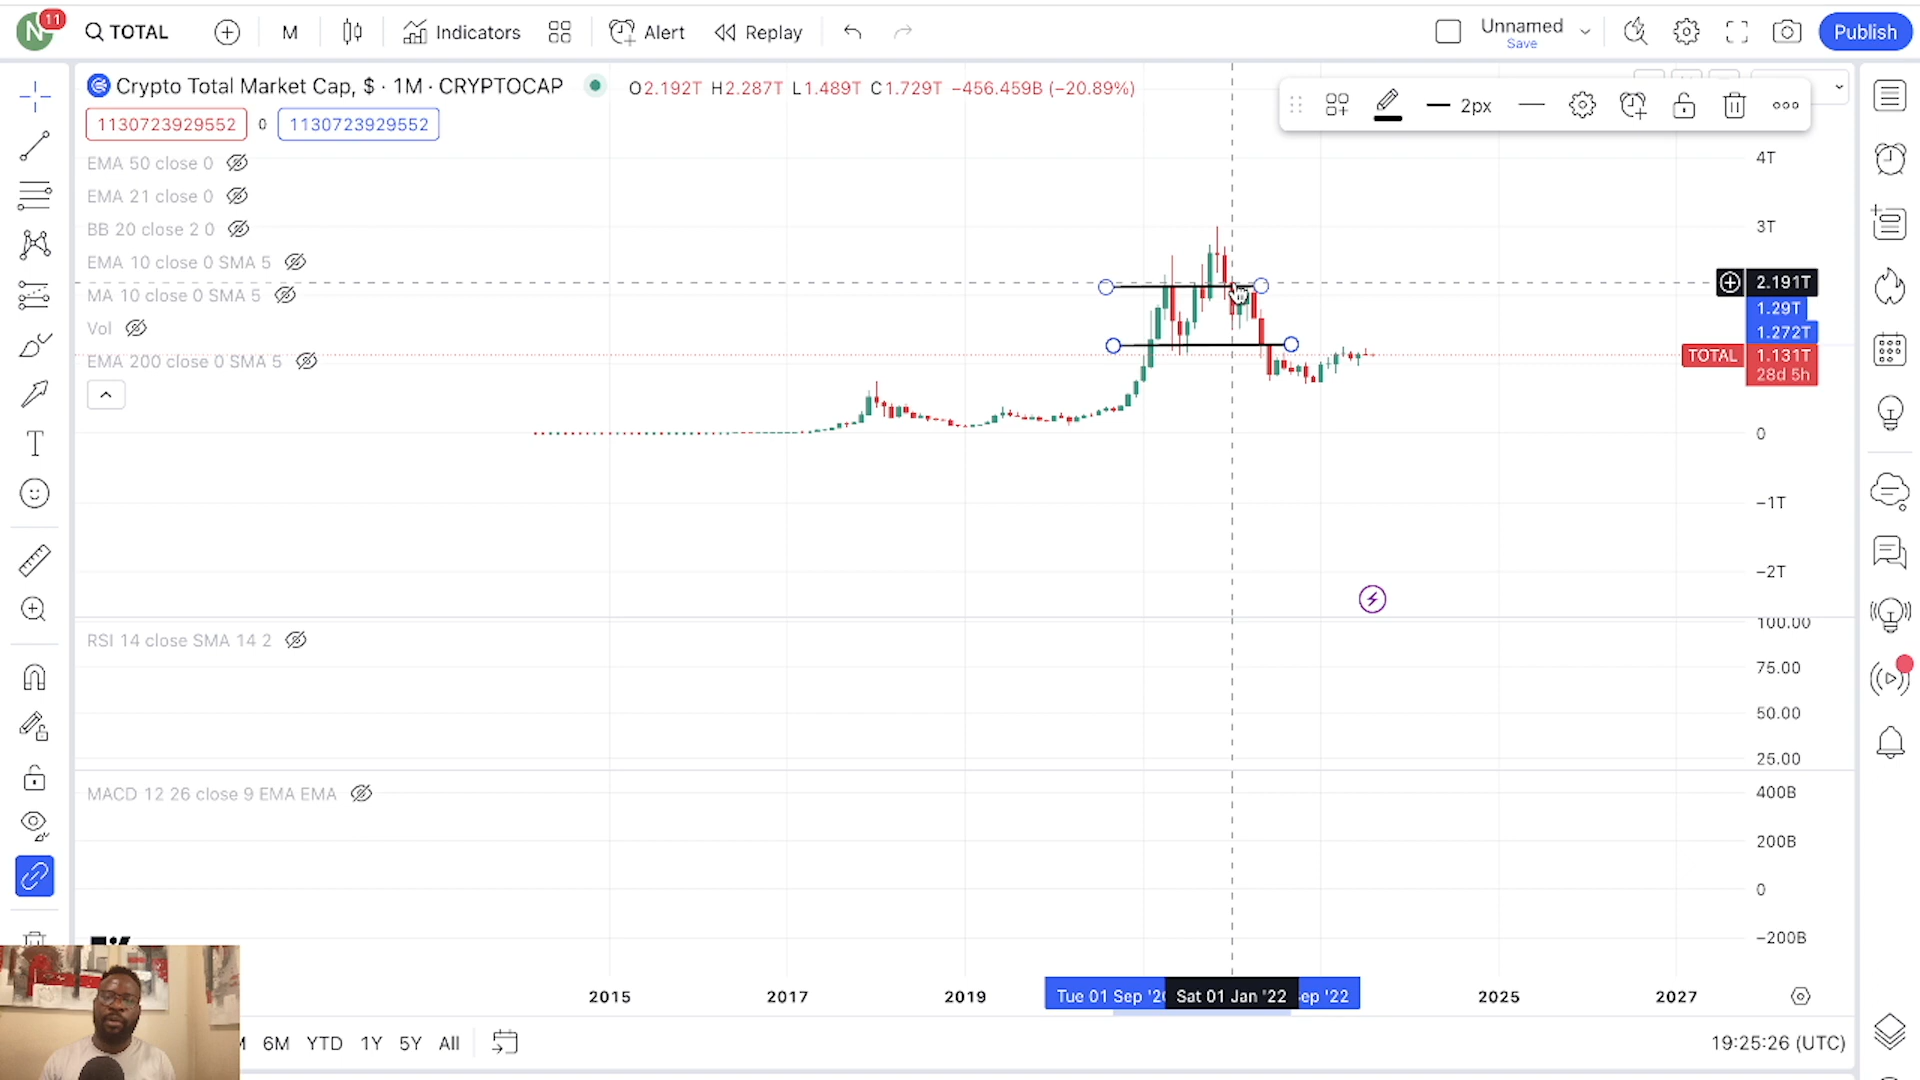 N 11 TOTAL M Indicators Alert Replay Unnamed Save Publish
Crypto Total Market Cap, $ · 1M · CRYPTOCAP O2.192T H2.287T L1.489T C1.729T −456.459B (−20.89%)
1130723929552 0 1130723929552
2px
EMA 50 close 0
EMA 21 close 0
BB 20 close 2 0
EMA 10 close 0 SMA 5
MA 10 close 0 SMA 5
Vol
EMA 200 close 0 SMA 5
4T
3T
2.191T
1.29T
1.272T
TOTAL 1.131T
28d 5h
0
−1T
−2T
RSI 14 close SMA 14 2
100.00
75.00
50.00
25.00
MACD 12 26 close 9 EMA EMA
400B
200B
0
−200B
2015 2017 2019 Tue 01 Sep '20 Sat 01 Jan '22 ep '22 2025 2027
6M YTD 1Y 5Y All
19:25:26 (UTC)
T